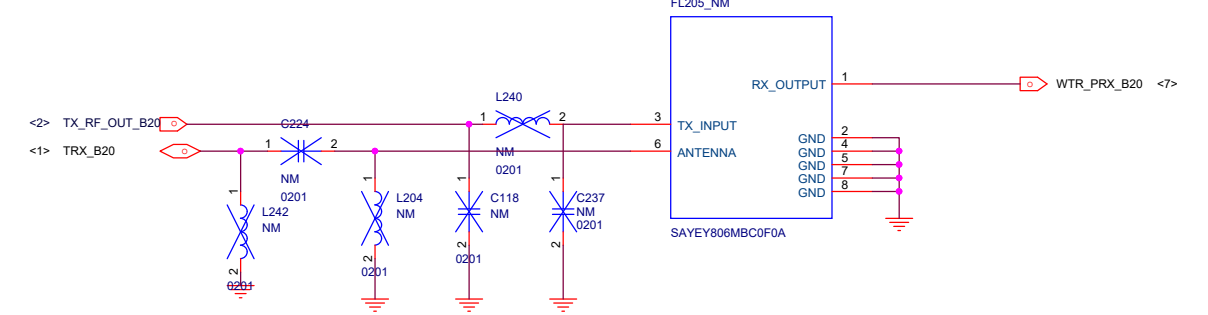 FL205_NM
RX_OUTPUT
1
WTR_PRX_B20 <7>
L240
<2> TX_RF_OUT_B20
1
2
3
TX_INPUT
C224
<1> TRX_B20
1
2
6
ANTENNA
NM
0201
NM
0201
GND
2
GND
4
GND
5
GND
7
GND
8
1
L242
NM
2
0201
1
L204
NM
2
0201
1
C118
NM
2
0201
1
C237
NM
0201
2
SAYEY806MBC0F0A